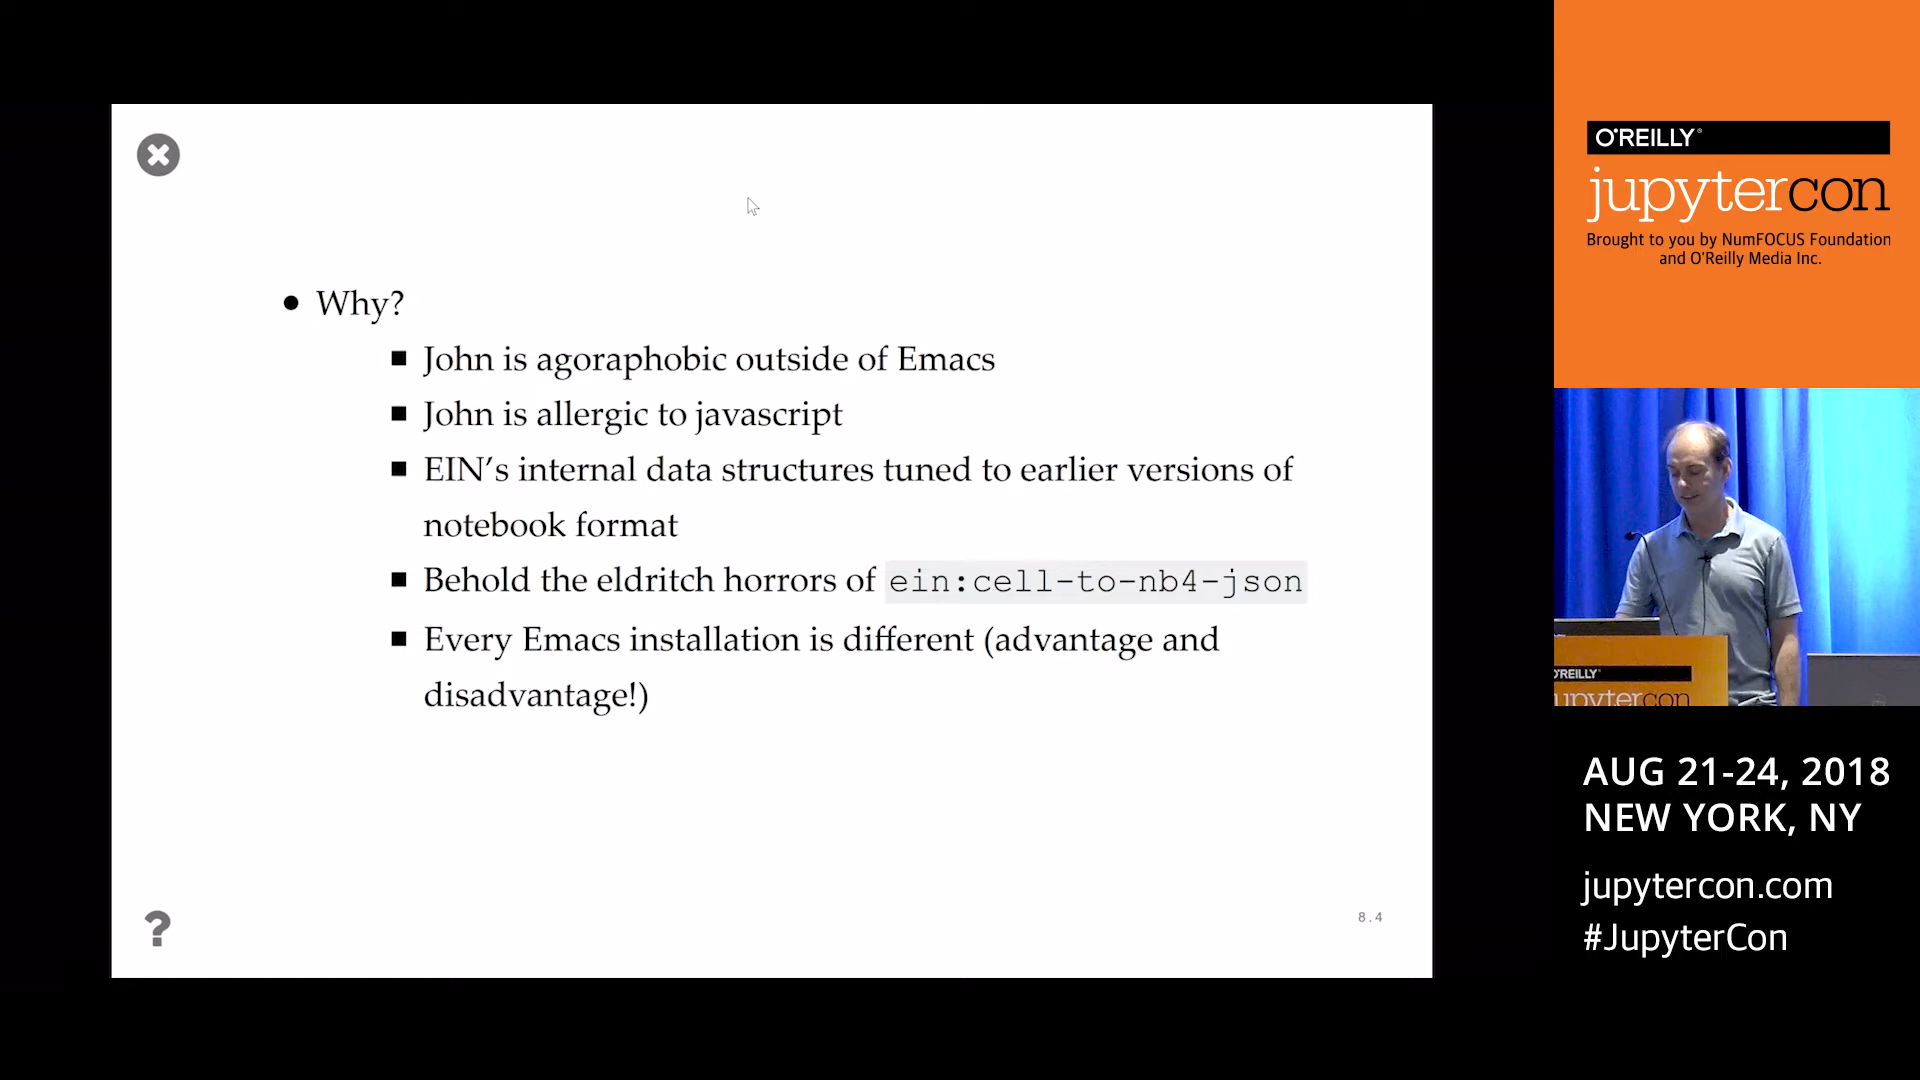 Why?
John is agoraphobic outside of Emacs
John is allergic to javascript
EIN’s internal data structures tuned to earlier versions of
notebook format
Behold the eldritch horrors of ein:cell-to-nb4-json
Every Emacs installation is different (advantage and
disadvantage!)
?
8.4
O'REILLY®
jupytercon
Brought to you by NumFOCUS Foundation
and O'Reilly Media Inc.
O'REILLY®
jupytercon
AUG 21-24, 2018
NEW YORK, NY
jupytercon.com
#JupyterCon